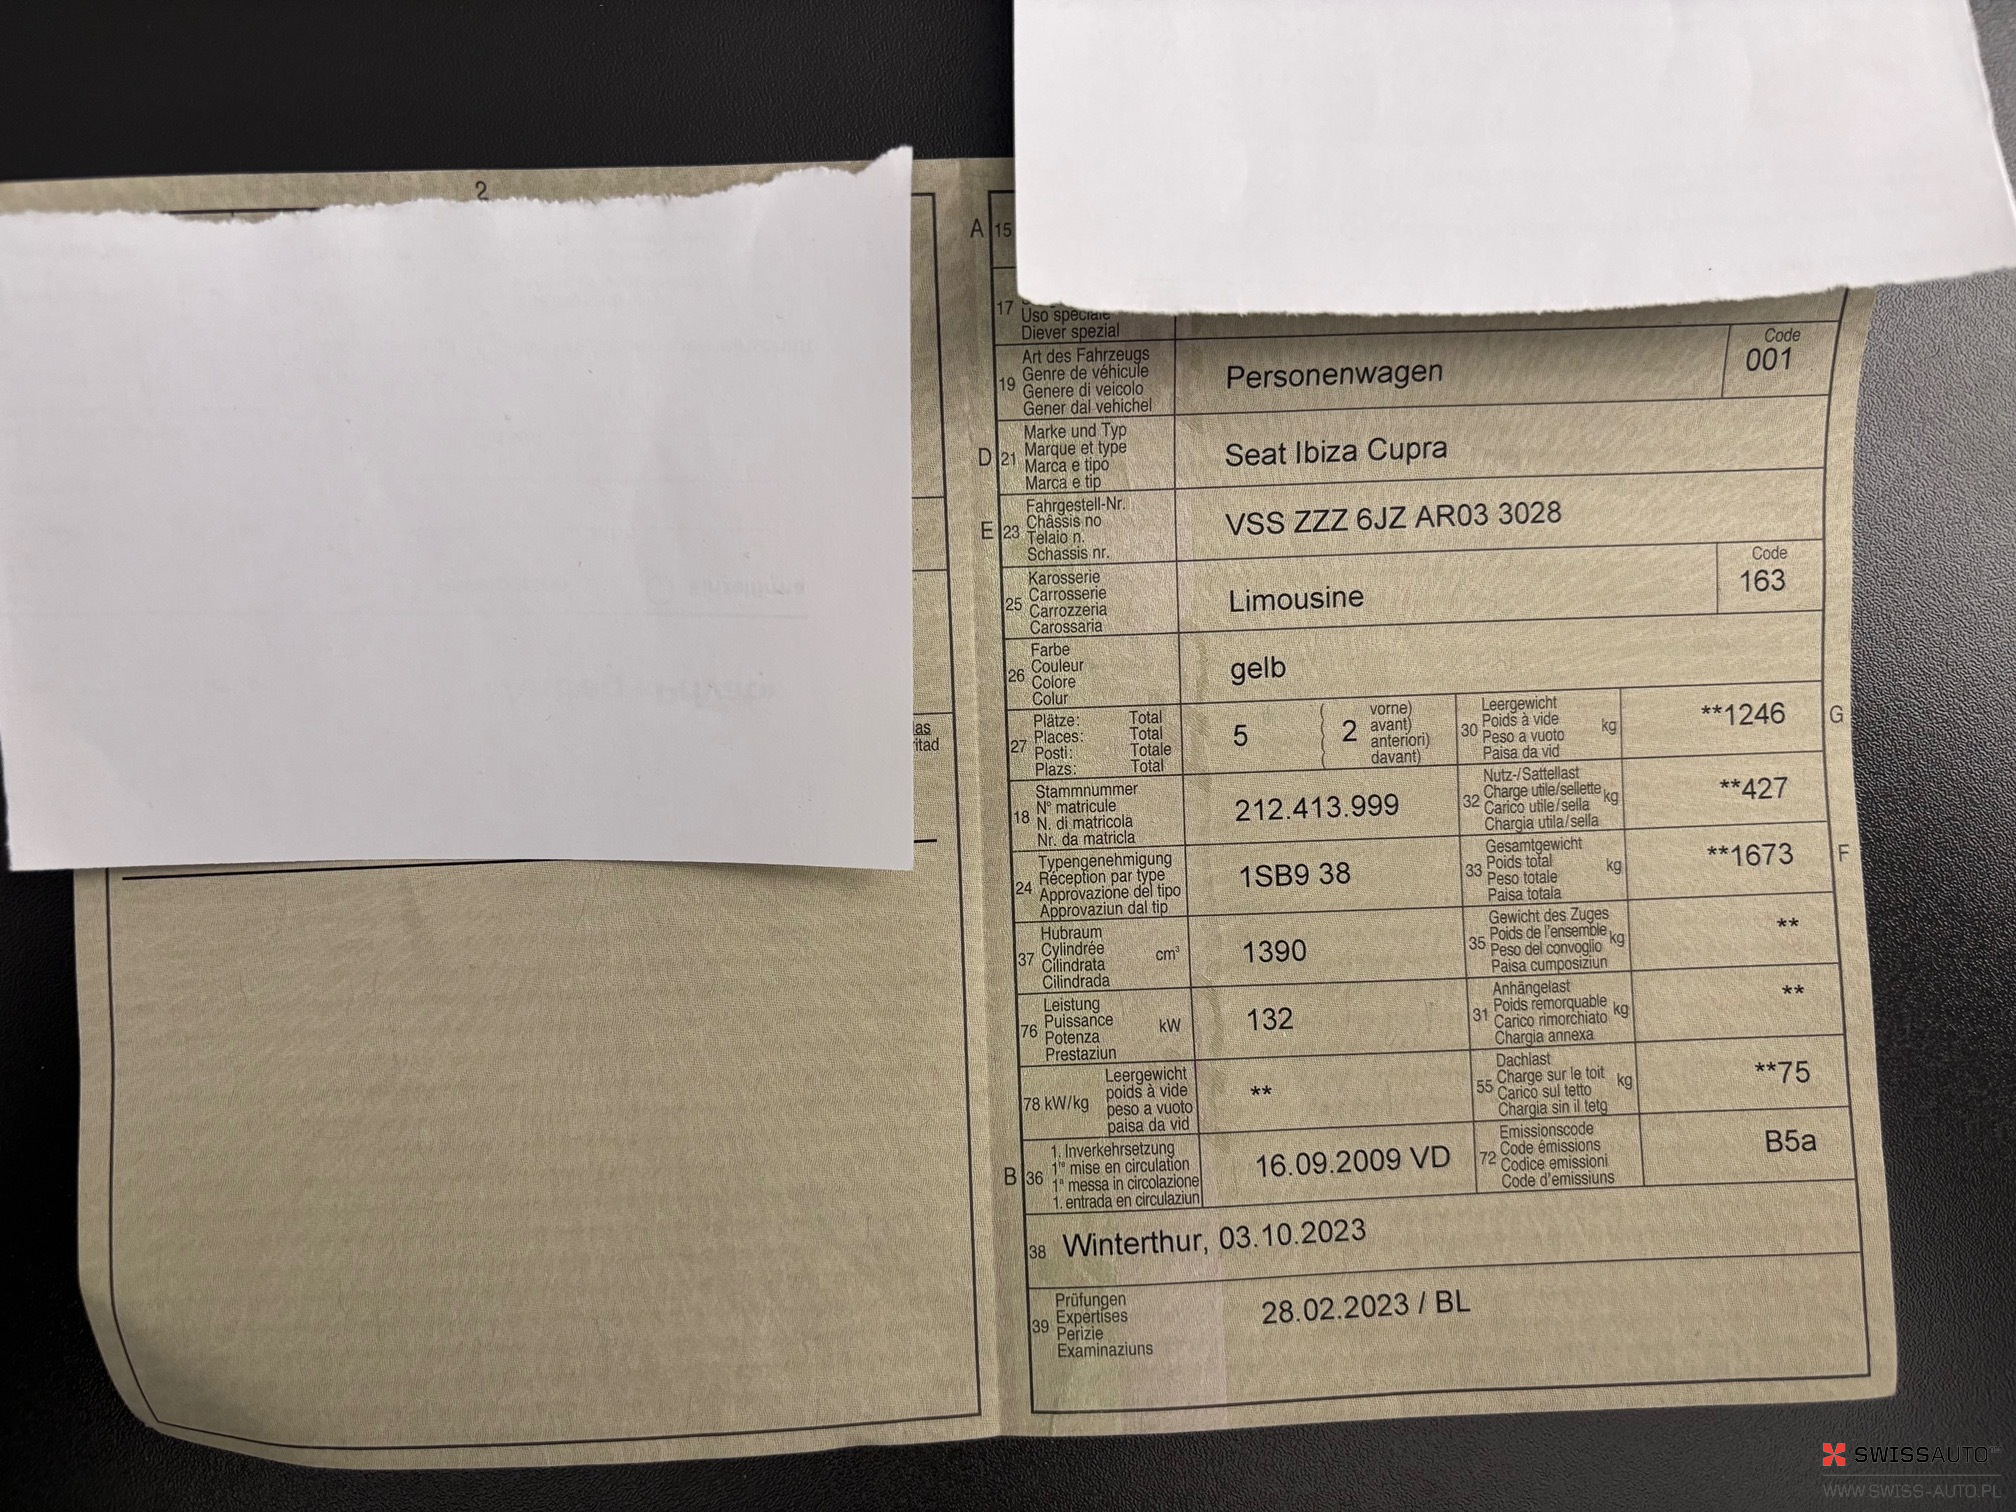 2
las
ritad
A 15
17
Uso speciale
Diever spezial
19 Art des Fahrzeugs
Genre de véhicule
Genere di veicolo
Gener dal vehichel
Personenwagen
Code
001
D 21 Marke und Typ
Marque et type
Marca e tipo
Marca e tip
Seat Ibiza Cupra
E 23 Fahrgestell-Nr.
Châssis no
Telaio n.
Schassis nr.
VSS ZZZ 6JZ AR03 3028
25 Karosserie
Carrosserie
Carrozzeria
Carossaria
Limousine
Code
163
26 Farbe
Couleur
Colore
Colur
gelb
27 Plätze: Total
Places: Total
Posti: Totale
Plazs: Total
5
2
vorne)
avant)
anteriori)
davant)
30 Leergewicht
Poids à vide kg
Peso a vuoto
Paisa da vid
**1246
G
18 Stammnummer
N° matricule
N. di matricola
Nr. da matricla
212.413.999
32 Nutz-/Sattellast
Charge utile/sellette kg
Carico utile/sella
Chargia utila/sella
**427
24 Typengenehmigung
Réception par type
Approvazione del tipo
Approvaziun dal tip
1SB9 38
33 Gesamtgewicht
Poids total kg
Peso totale
Paisa totala
**1673
F
37 Hubraum
Cylindrée cm³
Cilindrata
Cilindrada
1390
35 Gewicht des Zuges
Poids de l'ensemble kg
Peso del convoglio
Paisa cumposiziun
**
76 Leistung
Puissance kW
Potenza
Prestaziun
132
31 Anhängelast
Poids remorquable kg
Carico rimorchiato
Chargia annexa
**
78 kW/kg
Leergewicht
poids à vide
peso a vuoto
paisa da vid
**
55 Dachlast
Charge sur le toit kg
Carico sul tetto
Chargia sin il tetg
**75
B 36 1. Inverkehrsetzung
1re mise en circulation
1a messa in circolazione
1. entrada en circulaziun
16.09.2009 VD
72 Emissionscode
Code émissions
Codice emissioni
Code d'emissiuns
B5a
38 Winterthur, 03.10.2023
39 Prüfungen
Expertises
Perizie
Examinaziuns
28.02.2023 / BL
SWISSAUTO
WWW.SWISS-AUTO.PL